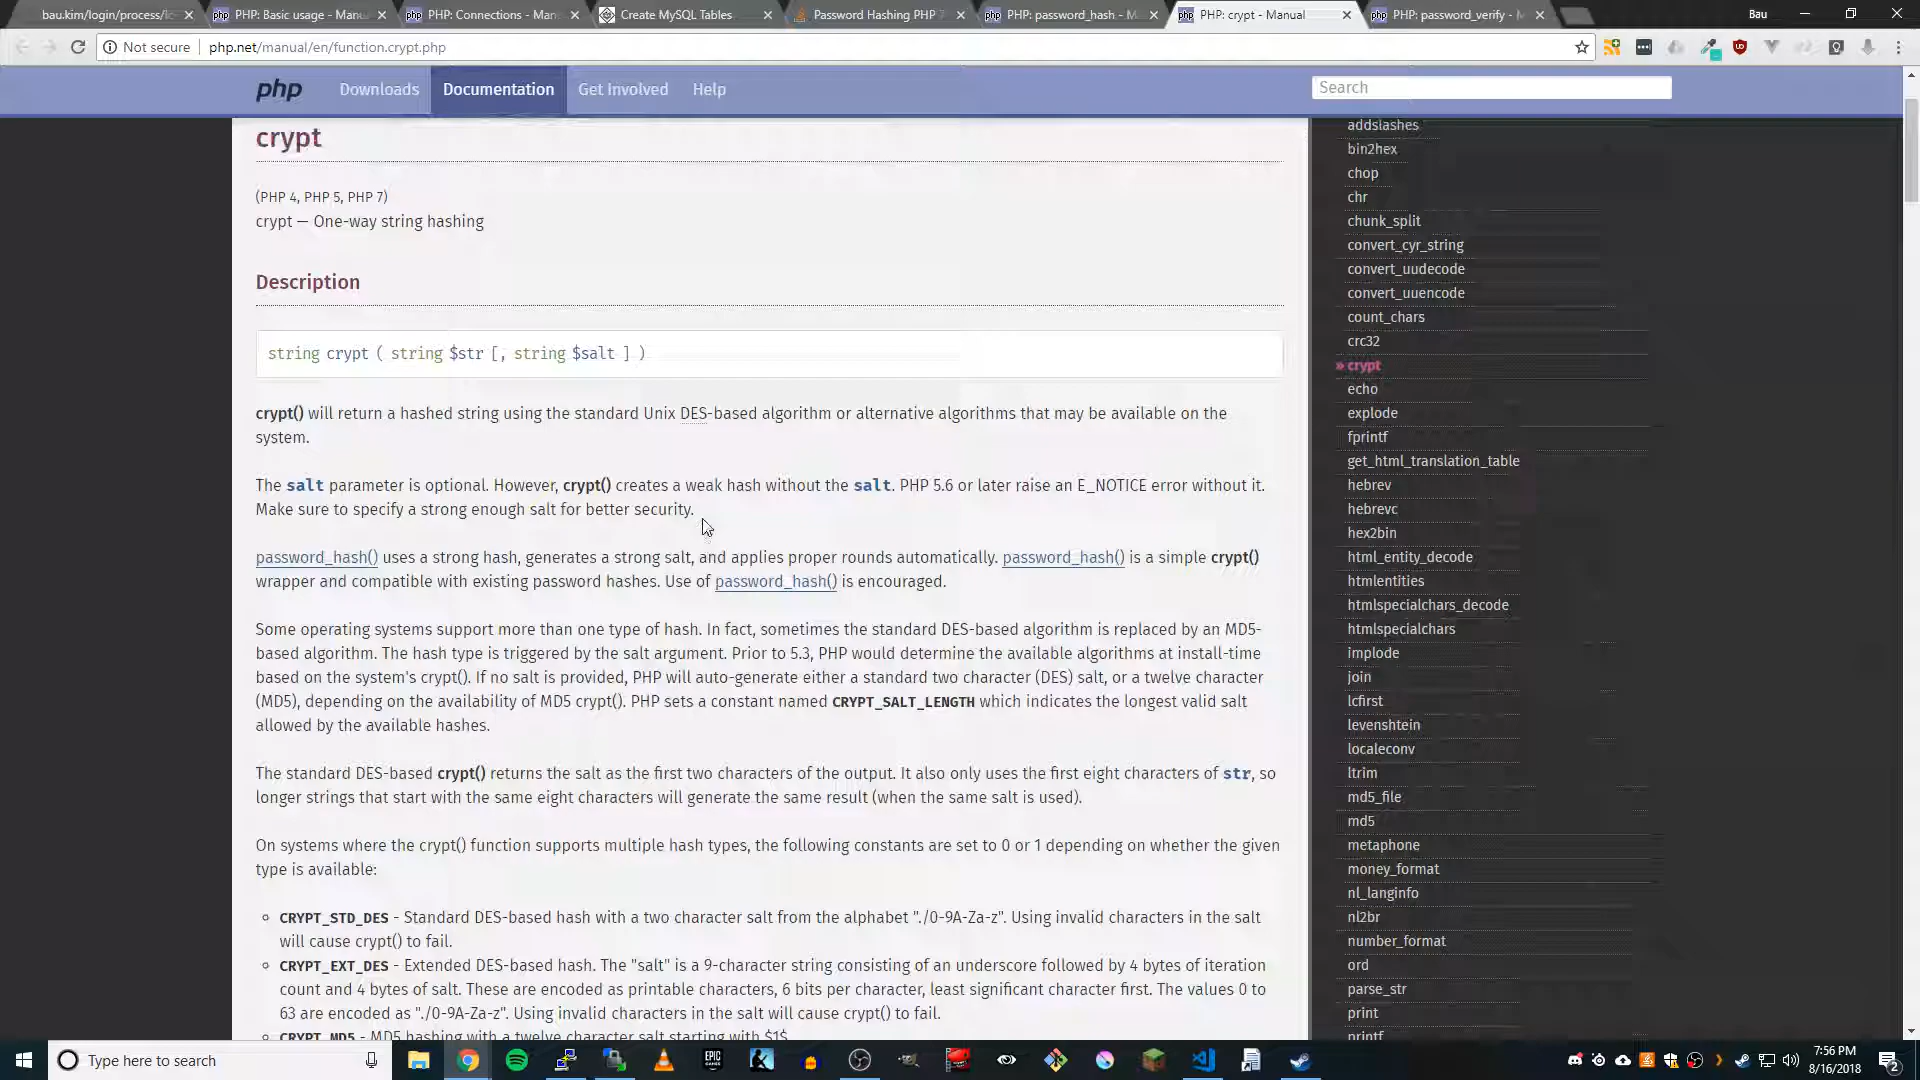 bau.kim/login/process/lo
PHP: Basic usage - Manu
PHP: Connections - Man
Create MySQL Tables
Password Hashing PHP 7
PHP: password_hash - M
PHP: crypt - Manual
PHP: password_verify - M
Bau
Not secure
php.net/manual/en/function.crypt.php
php
Downloads
Documentation
Get Involved
Help
Search
crypt
(PHP 4, PHP 5, PHP 7)
crypt — One-way string hashing
Description
string crypt ( string $str [, string $salt ] )
crypt() will return a hashed string using the standard Unix DES-based algorithm or alternative algorithms that may be available on the
system.
The salt parameter is optional. However, crypt() creates a weak hash without the salt. PHP 5.6 or later raise an E_NOTICE error without it.
Make sure to specify a strong enough salt for better security.
password_hash() uses a strong hash, generates a strong salt, and applies proper rounds automatically. password_hash() is a simple crypt()
wrapper and compatible with existing password hashes. Use of password_hash() is encouraged.
Some operating systems support more than one type of hash. In fact, sometimes the standard DES-based algorithm is replaced by an MD5-
based algorithm. The hash type is triggered by the salt argument. Prior to 5.3, PHP would determine the available algorithms at install-time
based on the system's crypt(). If no salt is provided, PHP will auto-generate either a standard two character (DES) salt, or a twelve character
(MD5), depending on the availability of MD5 crypt(). PHP sets a constant named CRYPT_SALT_LENGTH which indicates the longest valid salt
allowed by the available hashes.
The standard DES-based crypt() returns the salt as the first two characters of the output. It also only uses the first eight characters of str, so
longer strings that start with the same eight characters will generate the same result (when the same salt is used).
On systems where the crypt() function supports multiple hash types, the following constants are set to 0 or 1 depending on whether the given
type is available:
CRYPT_STD_DES - Standard DES-based hash with a two character salt from the alphabet "./0-9A-Za-z". Using invalid characters in the salt
will cause crypt() to fail.
CRYPT_EXT_DES - Extended DES-based hash. The "salt" is a 9-character string consisting of an underscore followed by 4 bytes of iteration
count and 4 bytes of salt. These are encoded as printable characters, 6 bits per character, least significant character first. The values 0 to
63 are encoded as "./0-9A-Za-z". Using invalid characters in the salt will cause crypt() to fail.
CRYPT_MD5 - MD5 hashing with a twelve character salt starting with $1$
addslashes
bin2hex
chop
chr
chunk_split
convert_cyr_string
convert_uudecode
convert_uuencode
count_chars
crc32
» crypt
echo
explode
fprintf
get_html_translation_table
hebrev
hebrevc
hex2bin
html_entity_decode
htmlentities
htmlspecialchars_decode
htmlspecialchars
implode
join
lcfirst
levenshtein
localeconv
ltrim
md5_file
md5
metaphone
money_format
nl_langinfo
nl2br
number_format
ord
parse_str
print
printf
Type here to search
EPIC
GAMES
7:56 PM
8/16/2018
2